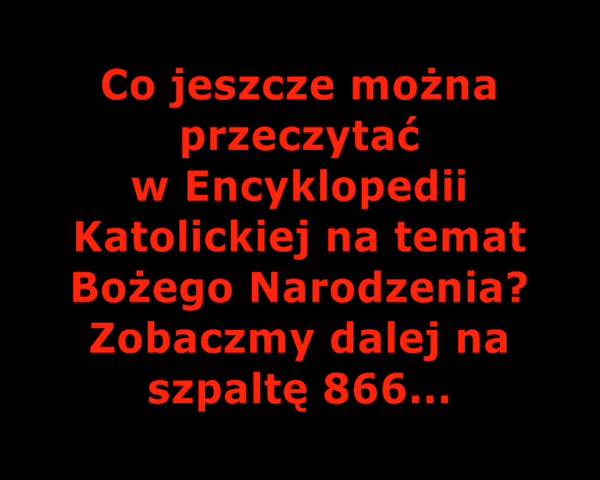 Co jeszcze można
przeczytać
w Encyklopedii
Katolickiej na temat
Bożego Narodzenia?
Zobaczmy dalej na
szpaltę 866...